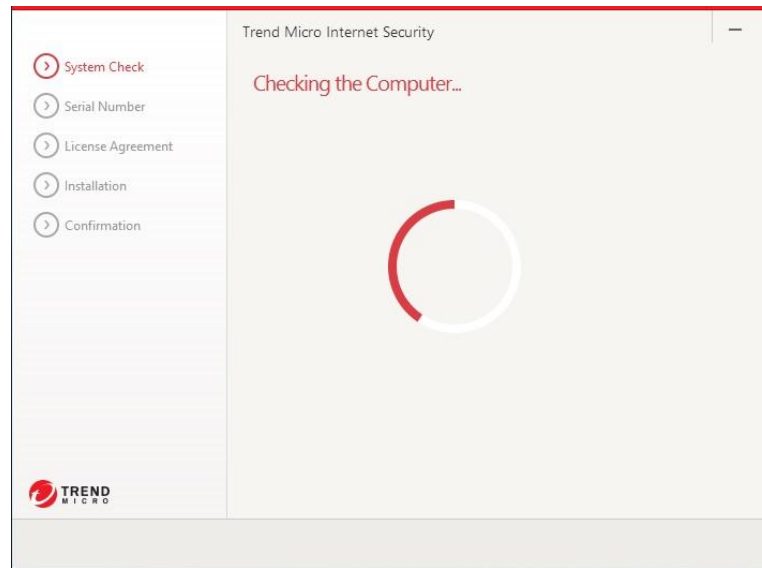 Trend Micro Internet Security
System Check
Serial Number
License Agreement
Installation
Confirmation
Checking the Computer...
TREND
MICRO